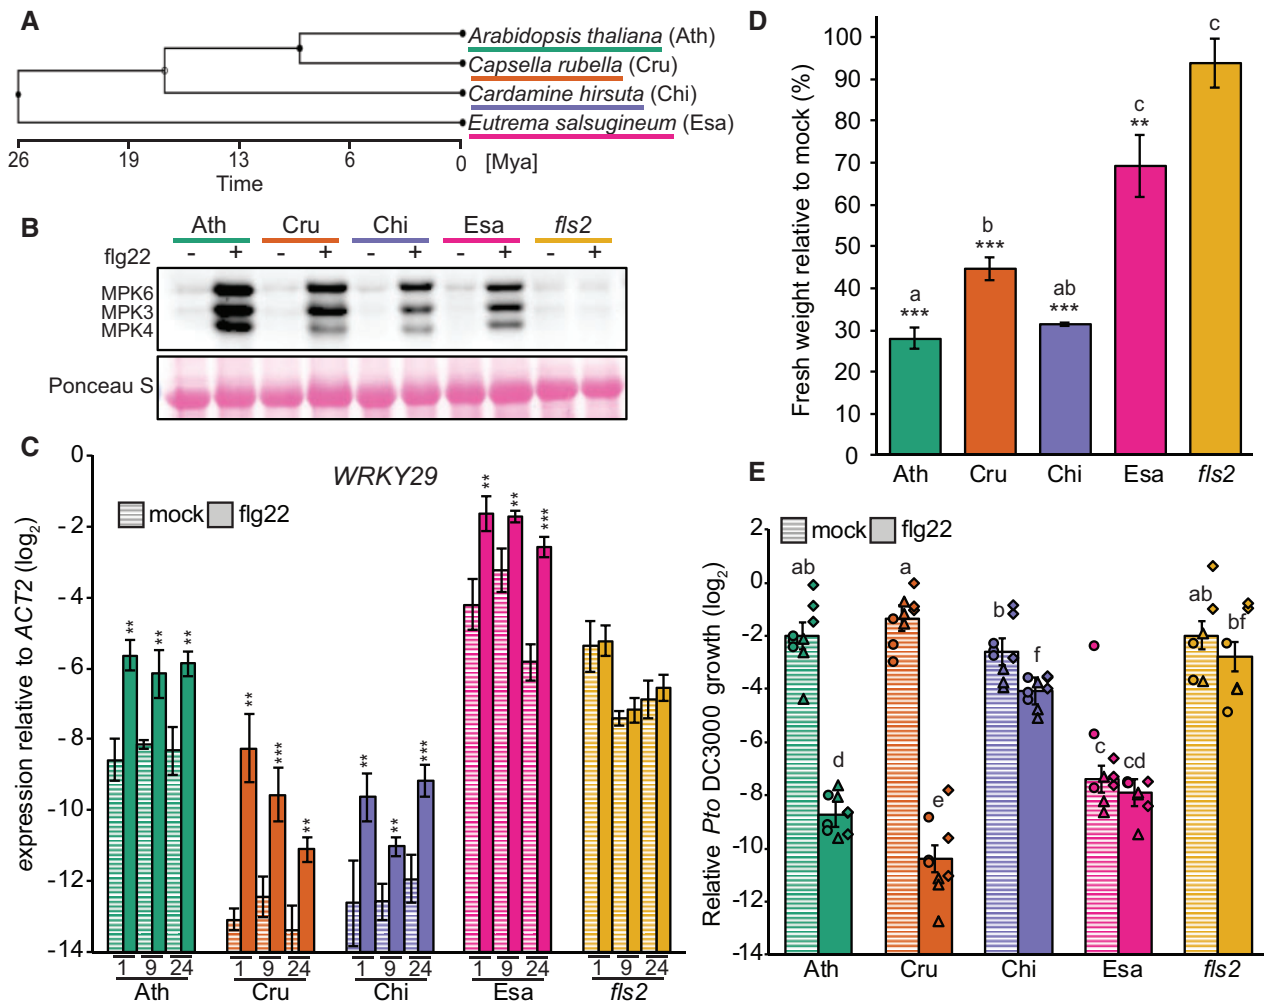 A
Arabidopsis thaliana (Ath)
Capsella rubella (Cru)
Cardamine hirsuta (Chi)
Eutrema salsugineum (Esa)
26 19 13 6 0 [Mya]
Time
B
Ath Cru Chi Esa fls2
flg22 - + - + - + - + - +
MPK6
MPK3
MPK4
Ponceau S
C
WRKY29
mock flg22
expression relative to ACT2 (log2)
0
-2
-4
-6
-8
-10
-12
-14
** ** **
** *** **
** ** ***
** ** ***
1 9 24 1 9 24 1 9 24 1 9 24 1 9 24
Ath Cru Chi Esa fls2
D
Fresh weight relative to mock (%)
100
90
80
70
60
50
40
30
20
10
0
a
***
b
***
ab
***
c
**
c
Ath Cru Chi Esa fls2
E
mock flg22
Relative Pto DC3000 growth (log2)
2
0
-2
-4
-6
-8
-10
-12
-14
ab d a e b f c cd ab bf
Ath Cru Chi Esa fls2